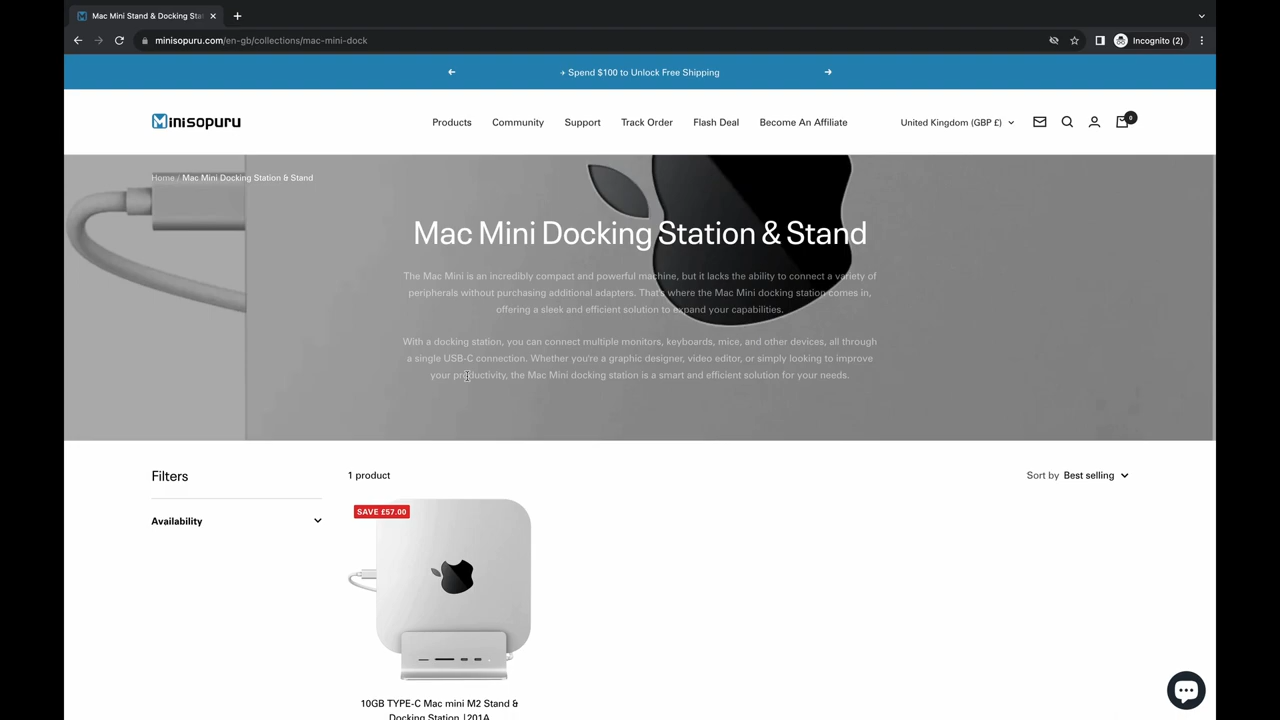 Mac Mini Stand & Docking Sta
minisopuru.com/en-gb/collections/mac-mini-dock
Incognito (2)
+ Spend $100 to Unlock Free Shipping
Minisopuru
Products
Community
Support
Track Order
Flash Deal
Become An Affiliate
United Kingdom (GBP £)
0
Home / Mac Mini Docking Station & Stand
Mac Mini Docking Station & Stand
The Mac Mini is an incredibly compact and powerful machine, but it lacks the ability to connect a variety of
peripherals without purchasing additional adapters. That's where the Mac Mini docking station comes in,
offering a sleek and efficient solution to expand your capabilities.
With a docking station, you can connect multiple monitors, keyboards, mice, and other devices, all through
a single USB-C connection. Whether you're a graphic designer, video editor, or simply looking to improve
your productivity, the Mac Mini docking station is a smart and efficient solution for your needs.
Filters
1 product
Sort by Best selling
Availability
SAVE £57.00
10GB TYPE-C Mac mini M2 Stand &
Docking Station |201A